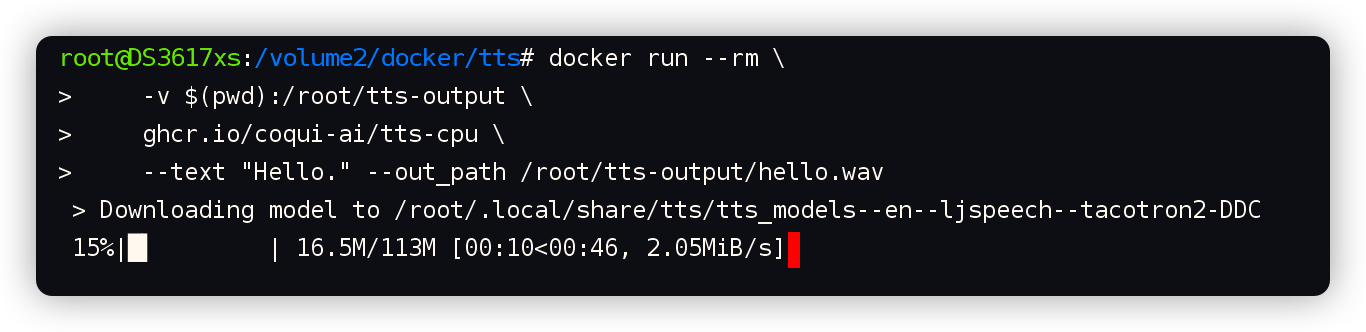 root@DS3617xs:/volume2/docker/tts# docker run --rm \
>     -v $(pwd):/root/tts-output \
>     ghcr.io/coqui-ai/tts-cpu \
>     --text "Hello." --out_path /root/tts-output/hello.wav
 > Downloading model to /root/.local/share/tts/tts_models--en--ljspeech--tacotron2-DDC
 15%|█         | 16.5M/113M [00:10<00:46, 2.05MiB/s]